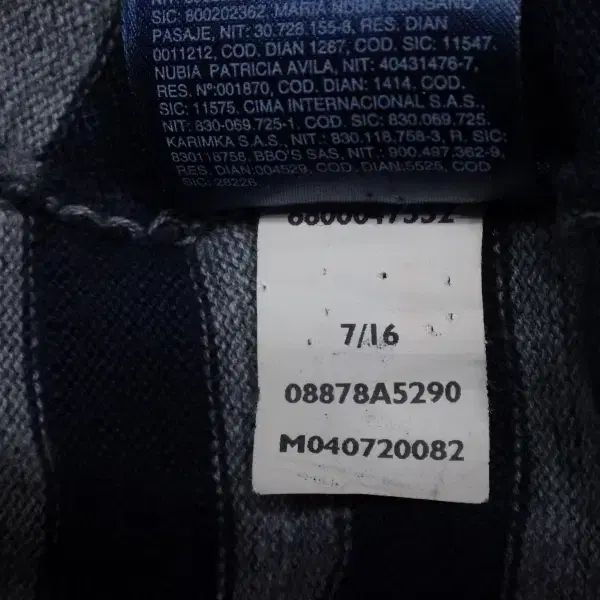 SIC: 800202362, MARIA NUBIA BURBANO
PASAJE, NIT: 30.728.155-8, RES. DIAN
0011212, COD. DIAN 1287, COD. SIC: 11547.
NUBIA PATRICIA AVILA, NIT: 40431476-7,
RES. Nº:001870, COD. DIAN: 1414. COD.
SIC: 11575. CIMA INTERNACIONAL S.A.S.,
NIT: 830-069.725-1, COD. SIC: 830.069.725.
KARIMKA S.A.S., NIT.: 830.118.758-3, R. SIC:
830118758, BBO'S SAS, NIT.: 900.497.362-9,
RES. DIAN:004529, COD. DIAN:5526, COD
SIC: 28226
6800047552
7/16
08878A5290
M040720082